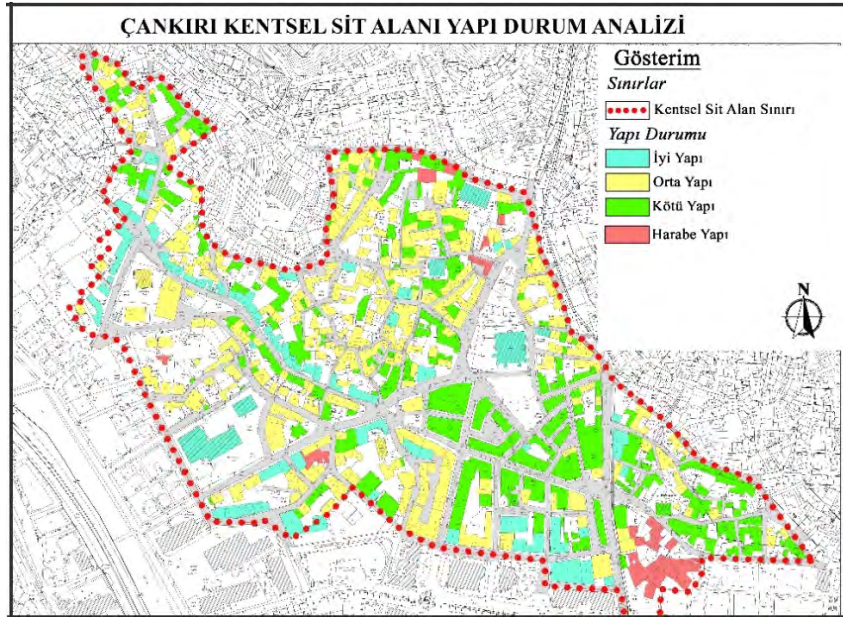 ÇANKIRI KENTSEL SİT ALANI YAPI DURUM ANALİZİ
Gösterim
Sınırlar
Kentsel Sit Alan Sınırı
Yapı Durumu
İyi Yapı
Orta Yapı
Kötü Yapı
Harabe Yapı
N